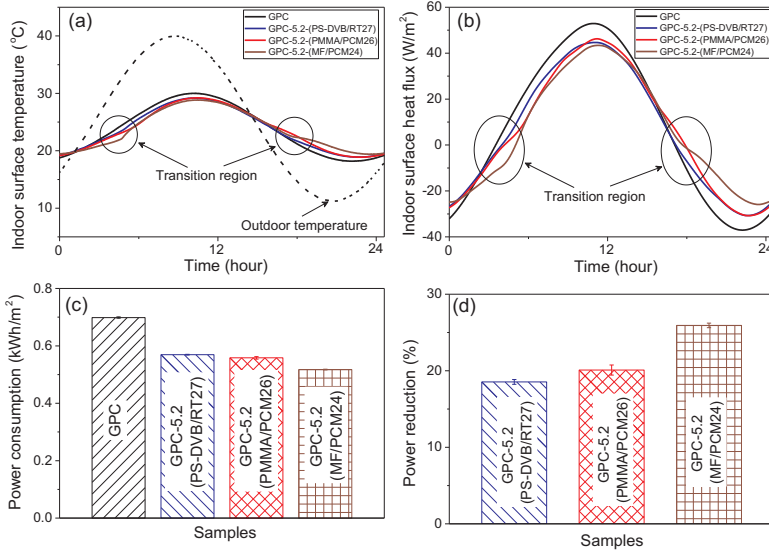 (a)
GPC
GPC-5.2-(PS-DVB/RT27)
GPC-5.2-(PMMA/PCM26)
GPC-5.2-(MF/PCM24)
Indoor surface temperature (°C)
40
30
20
10
Transition region
Outdoor temperature
0
12
24
Time (hour)
(b)
GPC
GPC-5.2-(PS-DVB/RT27)
GPC-5.2-(PMMA/PCM26)
GPC-5.2-(MF/PCM24)
Indoor surface heat flux (W/m²)
60
40
20
0
-20
-40
Transition region
0
12
24
Time (hour)
(c)
Power consumption (kWh/m²)
0.8
0.6
0.4
0.2
0.0
GPC
GPC-5.2
(PS-DVB/RT27)
GPC-5.2
(PMMA/PCM26)
GPC-5.2
(MF/PCM24)
Samples
(d)
Power reduction (%)
30
20
10
0
GPC-5.2
(PS-DVB/RT27)
GPC-5.2
(PMMA/PCM26)
GPC-5.2
(MF/PCM24)
Samples